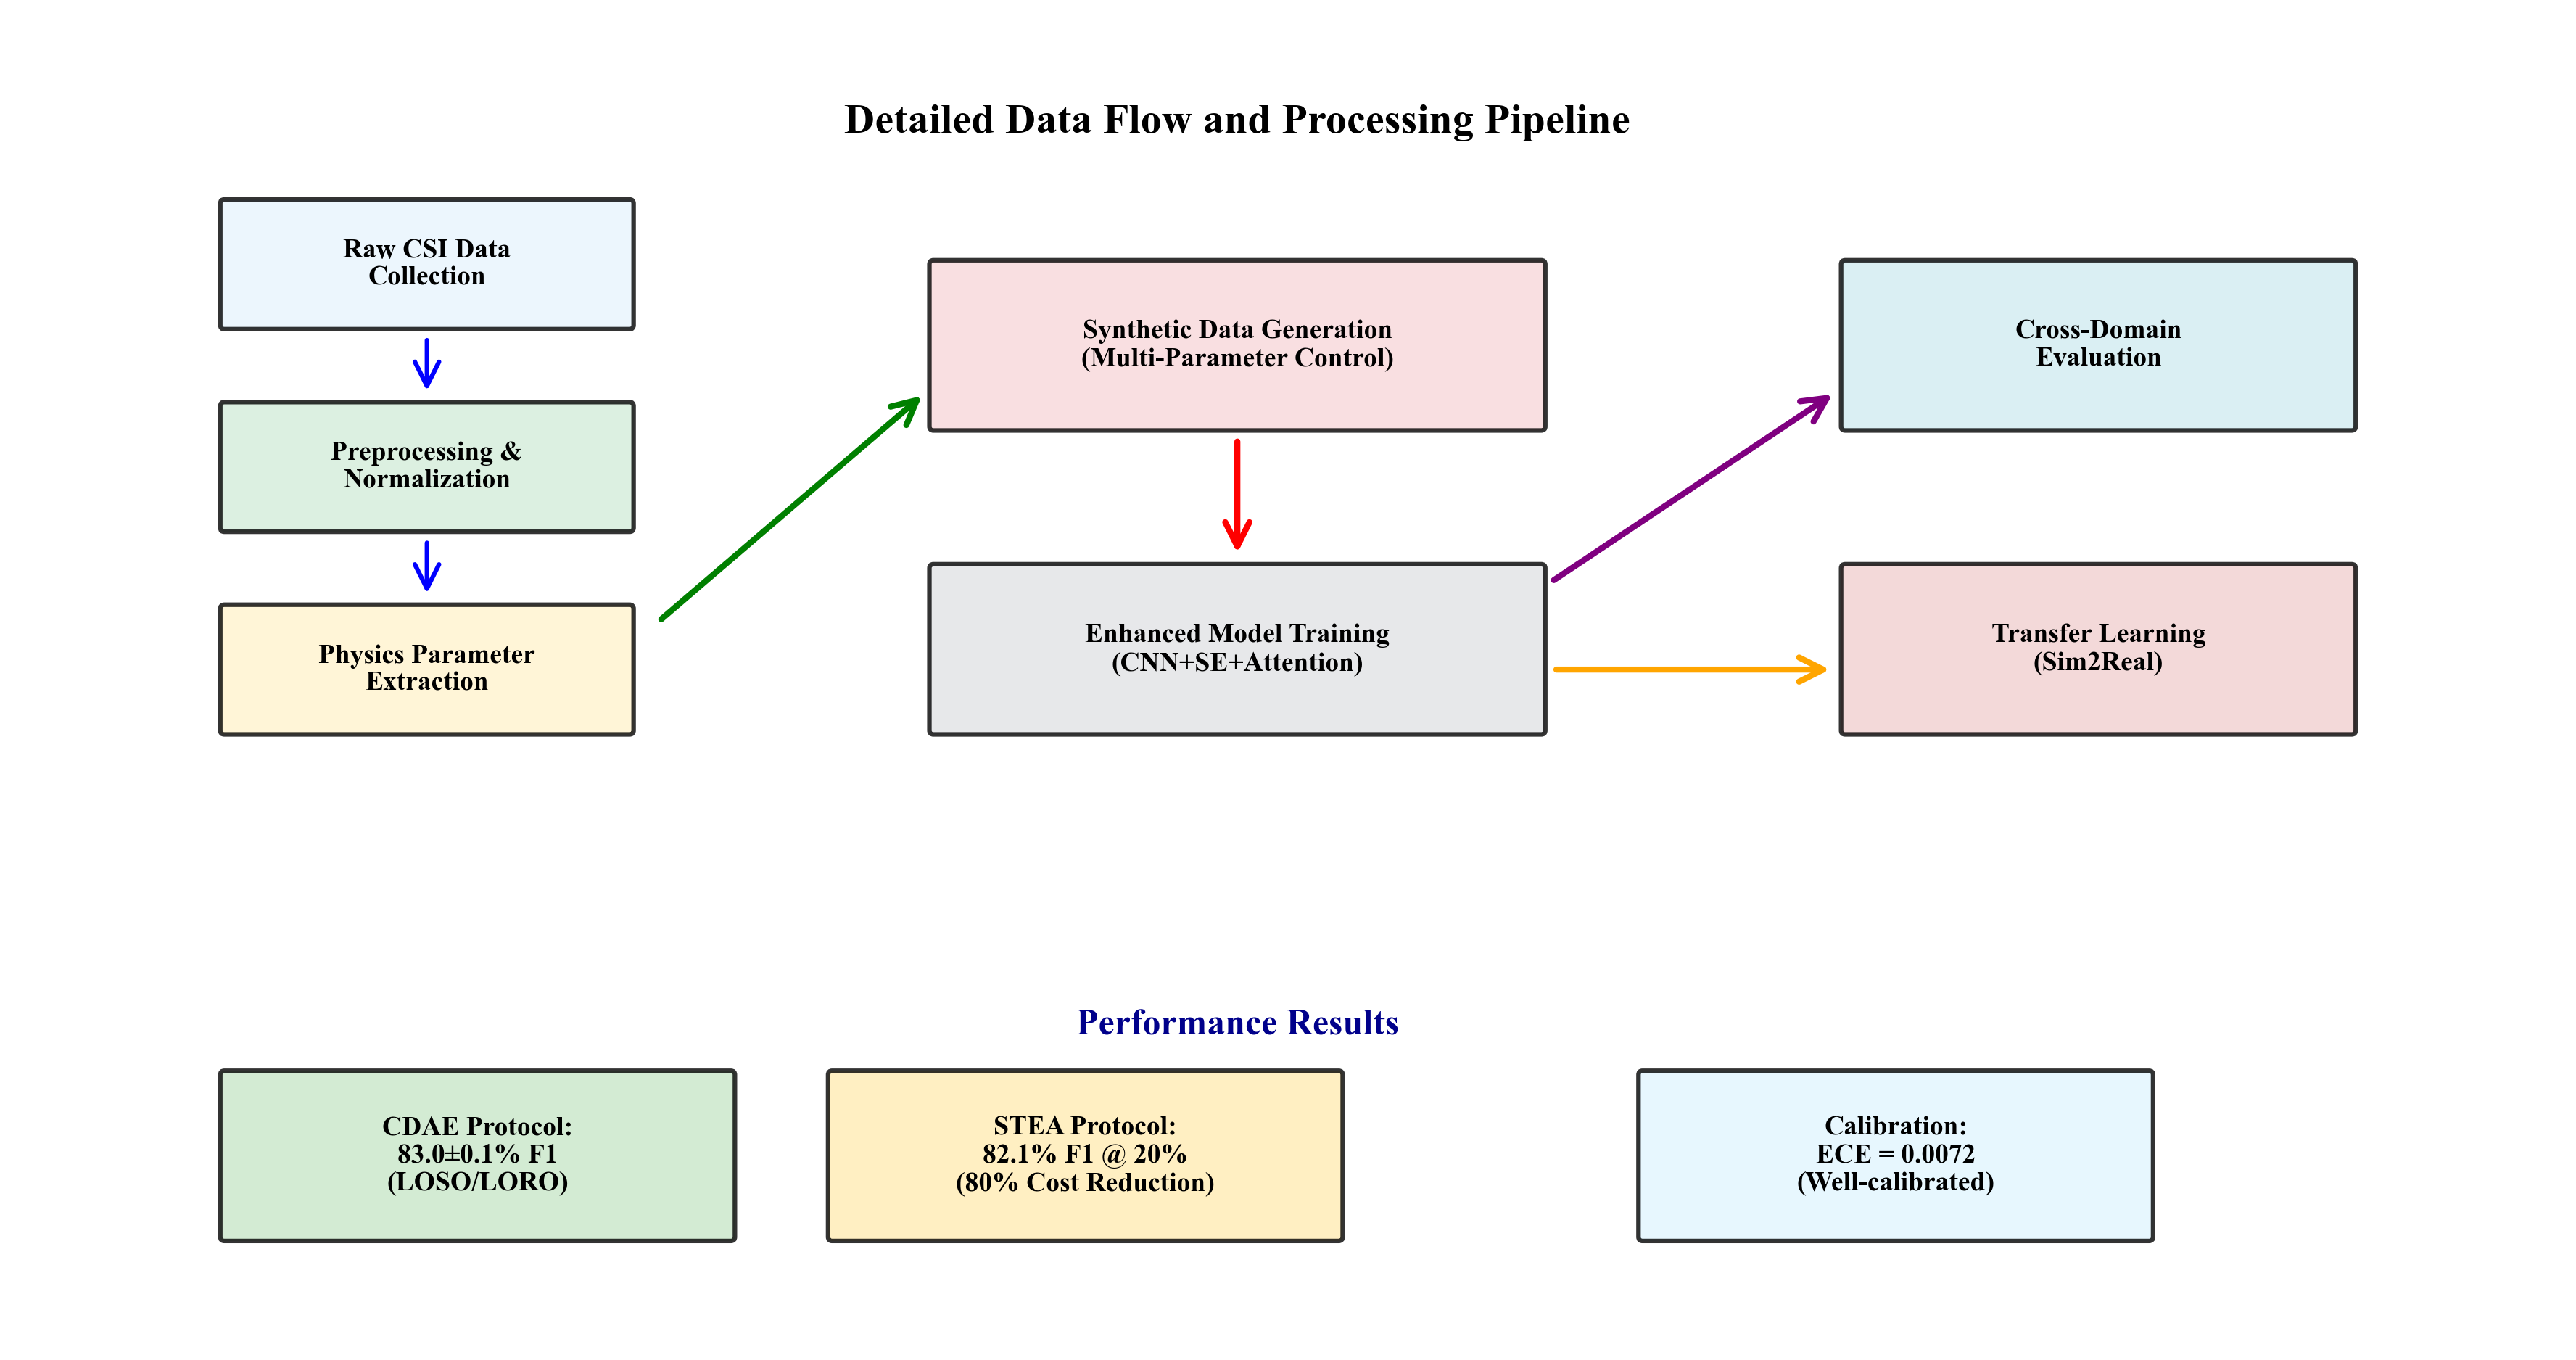 Detailed Data Flow and Processing Pipeline
Raw CSI Data
Collection
Preprocessing &
Normalization
Physics Parameter
Extraction
Synthetic Data Generation
(Multi-Parameter Control)
Enhanced Model Training
(CNN+SE+Attention)
Cross-Domain
Evaluation
Transfer Learning
(Sim2Real)
Performance Results
CDAE Protocol:
83.0±0.1% F1
(LOSO/LORO)
STEA Protocol:
82.1% F1 @ 20%
(80% Cost Reduction)
Calibration:
ECE = 0.0072
(Well-calibrated)